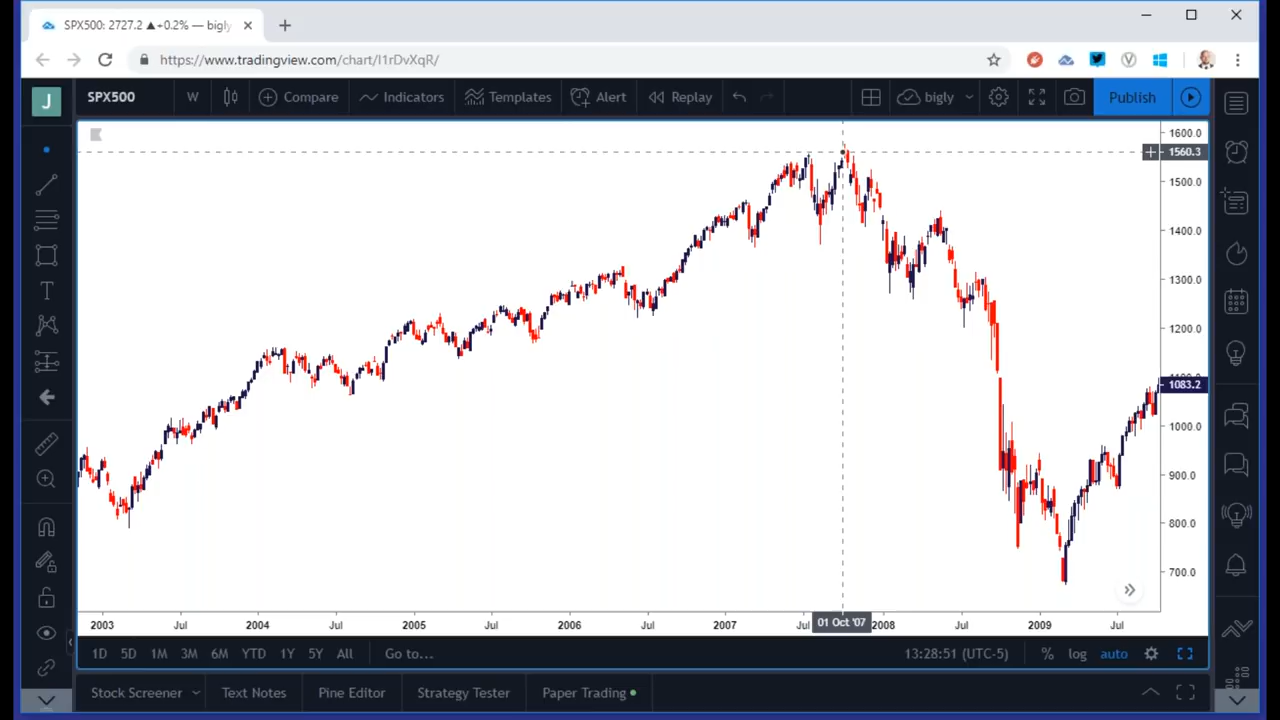 SPX500: 2727.2 ▲+0.2% — bigly
https://www.tradingview.com/chart/I1rDvXqR/
J SPX500 W Compare Indicators Templates Alert Replay bigly Publish
1600.0
1560.3
1500.0
1400.0
1300.0
1200.0
1083.2
1000.0
900.0
800.0
700.0
2003 Jul 2004 Jul 2005 Jul 2006 Jul 2007 Jul 01 Oct '07 2008 Jul 2009 Jul
1D 5D 1M 3M 6M YTD 1Y 5Y All Go to... 13:28:51 (UTC-5) % log auto
Stock Screener Text Notes Pine Editor Strategy Tester Paper Trading